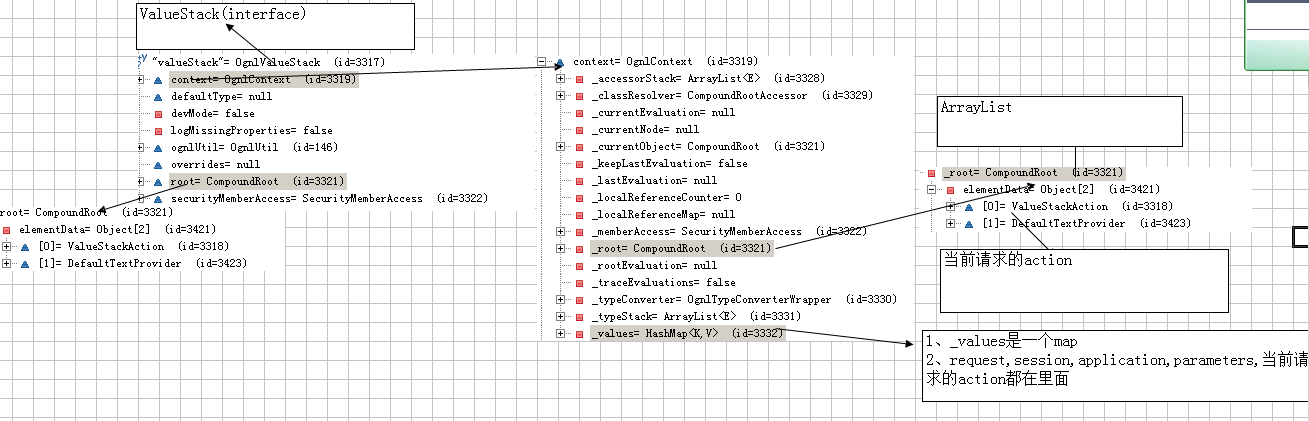 ValueStack(interface)
"valueStack"= OgnlValueStack (id=3317)
context= OgnlContext (id=3319)
defaultType= null
devMode= false
logMissingProperties= false
ognlUtil= OgnlUtil (id=146)
overrides= null
root= CompoundRoot (id=3321)
securityMemberAccess= SecurityMemberAccess (id=3322)
root= CompoundRoot (id=3321)
elementData= Object[2] (id=3421)
[0]= ValueStackAction (id=3318)
[1]= DefaultTextProvider (id=3423)
context= OgnlContext (id=3319)
_accessorStack= ArrayList<E> (id=3328)
_classResolver= CompoundRootAccessor (id=3329)
_currentEvaluation= null
_currentNode= null
_currentObject= CompoundRoot (id=3321)
_keepLastEvaluation= false
_lastEvaluation= null
_localReferenceCounter= 0
_localReferenceMap= null
_memberAccess= SecurityMemberAccess (id=3322)
_root= CompoundRoot (id=3321)
_rootEvaluation= null
_traceEvaluations= false
_typeConverter= OgnlTypeConverterWrapper (id=3330)
_typeStack= ArrayList<E> (id=3331)
_values= HashMap<K,V> (id=3332)
ArrayList
_root= CompoundRoot (id=3321)
elementData= Object[2] (id=3421)
[0]= ValueStackAction (id=3318)
[1]= DefaultTextProvider (id=3423)
当前请求的action
1、_values是一个map
2、request,session,application,parameters,当前请
求的action都在里面